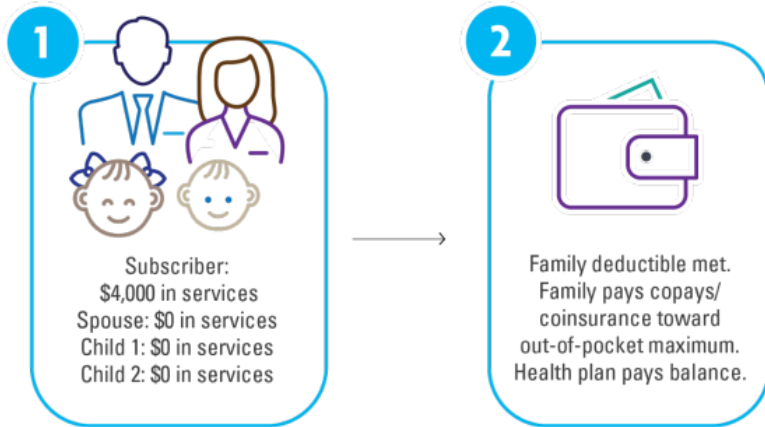 1
Subscriber:
$4,000 in services
Spouse: $0 in services
Child 1: $0 in services
Child 2: $0 in services
2
Family deductible met.
Family pays copays/
coinsurance toward
out-of-pocket maximum.
Health plan pays balance.